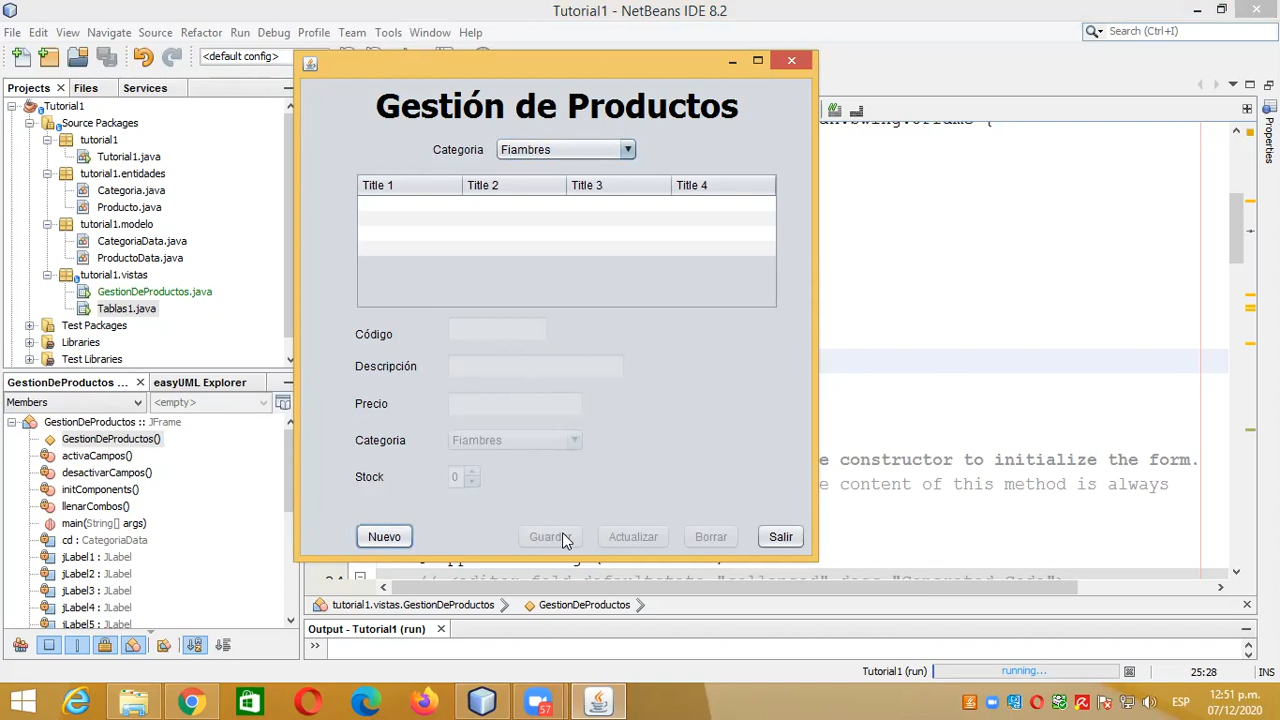 Tutorial1 - NetBeans IDE 8.2
File Edit View Navigate Source Refactor Run Debug Profile Team Tools Window Help
Search (Ctrl+I)
<default config>
Projects Files Services
Tutorial1
Source Packages
tutorial1
Tutorial1.java
tutorial1.entidades
Categoria.java
Producto.java
tutorial1.modelo
CategoriaData.java
ProductoData.java
tutorial1.vistas
GestionDeProductos.java
Tablas1.java
Test Packages
Libraries
Test Libraries
GestionDeProductos ... easyUML Explorer
Members <empty>
GestionDeProductos :: JFrame
GestionDeProductos()
activaCampos()
desactivarCampos()
initComponents()
llenarCombos()
main(String[] args)
cd : CategoriaData
jLabel1 : JLabel
jLabel2 : JLabel
jLabel3 : JLabel
jLabel4 : JLabel
jLabel5 : JLabel
Gestión de Productos
Categoria Fiambres
Title 1 Title 2 Title 3 Title 4
Código
Descripción
Precio
Categoria Fiambres
Stock 0
Nuevo Actualizar Borrar Salir
Properties
e constructor to initialize the form.
e content of this method is always
tutorial1.vistas.GestionDeProductos GestionDeProductos
Output - Tutorial1 (run)
>>
Tutorial1 (run) running... 25:28 INS
57
ESP
12:51 p.m.
07/12/2020